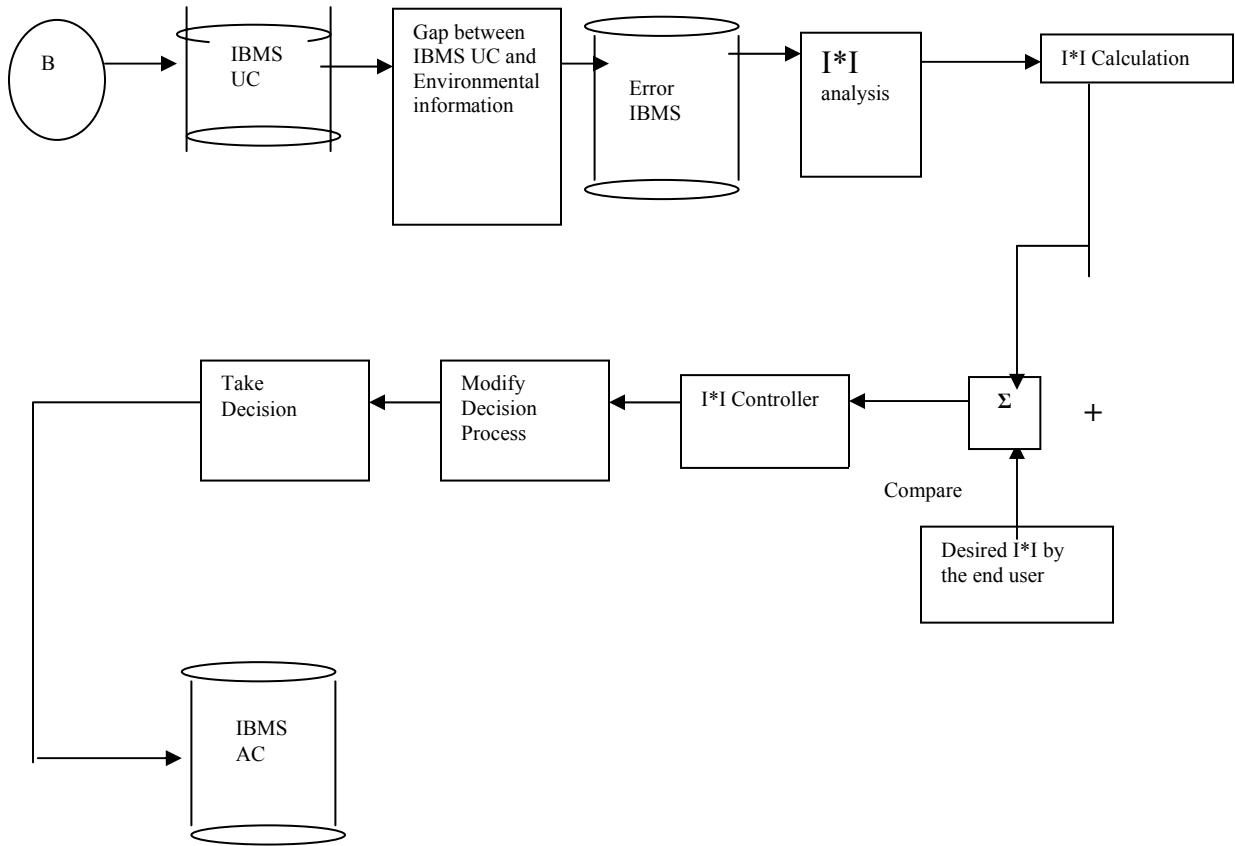 B
IBMS
UC
Gap between
IBMS UC and
Environmental
information
Error
IBMS
I*I
analysis
I*I Calculation
Take
Decision
Modify
Decision
Process
I*I Controller
Σ
+
Compare
Desired I*I by
the end user
IBMS
AC